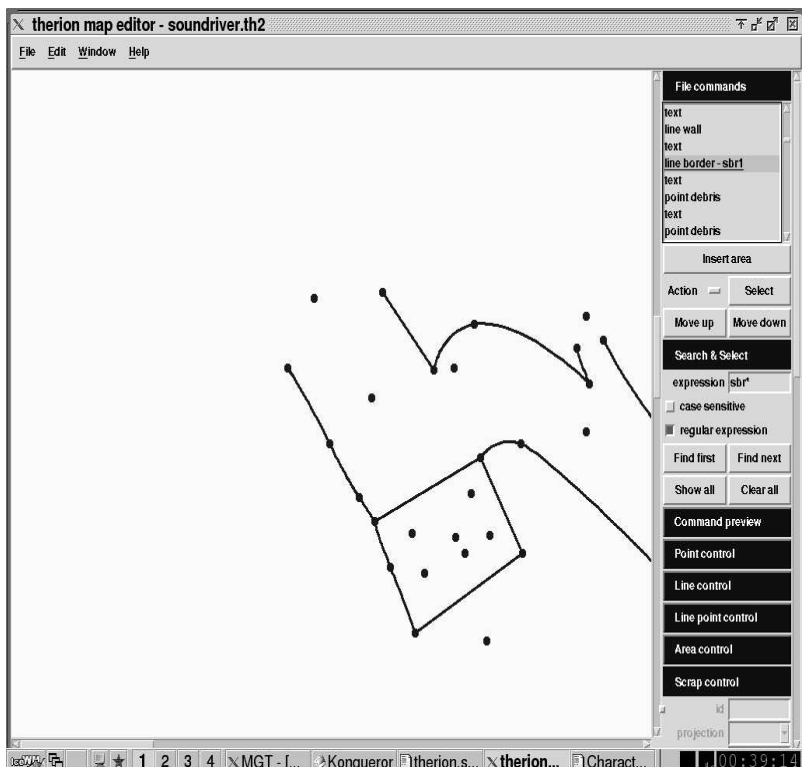 therion map editor - soundriver.th2
File Edit Window Help
File commands
text
line wall
text
line border - sbr1
text
point debris
text
point debris
Insert area
Action Select
Move up Move down
Search & Select
expression sbr*
case sensitive
regular expression
Find first Find next
Show all Clear all
Command preview
Point control
Line control
Line point control
Area control
Scrap control
id
projection
1 2 3 4 MGT - [... Konqueror therion.s... therion... Charact... 00:39:14